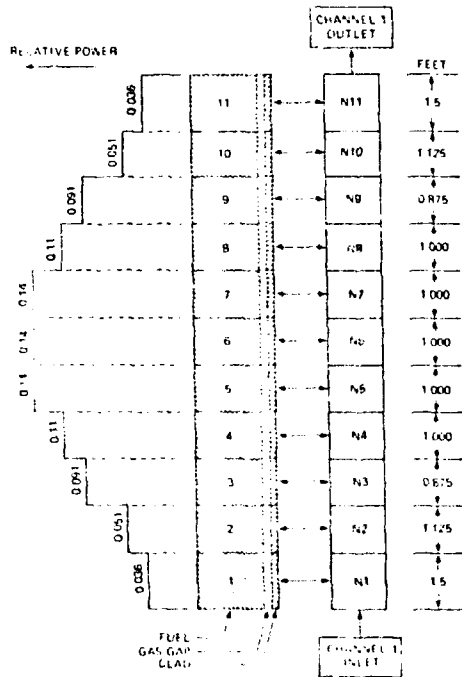 CHANNEL 1
OUTLET
RELATIVE POWER
FEET
0.036
11
N11
1.5
0.051
10
N10
1.125
0.091
9
N9
0.875
0.11
8
N8
1.000
0.14
7
N7
1.000
0.14
6
N6
1.000
0.14
5
N5
1.000
0.11
4
N4
1.000
0.091
3
N3
0.875
0.051
2
N2
1.125
0.036
1
N1
1.5
FUEL
GAS GAP
CLAD
CHANNEL 1
INLET